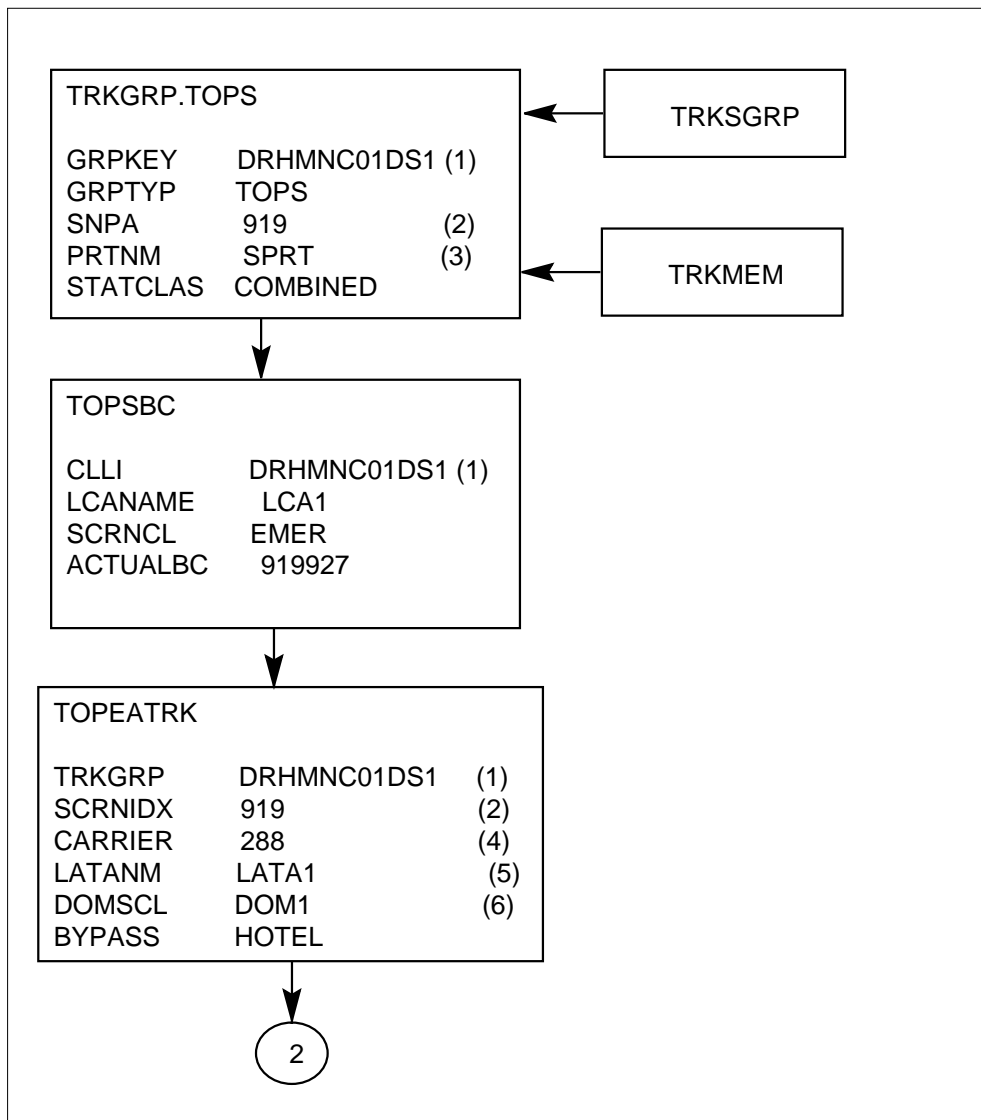 TRKGRP.TOPS
GRPKEY DRHMNC01DS1 (1)
GRPTYP TOPS
SNPA 919 (2)
PRTNM SPRT (3)
STATCLAS COMBINED
TRKSGRP
TRKMEM
TOPSBC
CLLI DRHMNC01DS1 (1)
LCANAME LCA1
SCRNCL EMER
ACTUALBC 919927
TOPEATRK
TRKGRP DRHMNC01DS1 (1)
SCRNIDX 919 (2)
CARRIER 288 (4)
LATANM LATA1 (5)
DOMSCL DOM1 (6)
BYPASS HOTEL
2